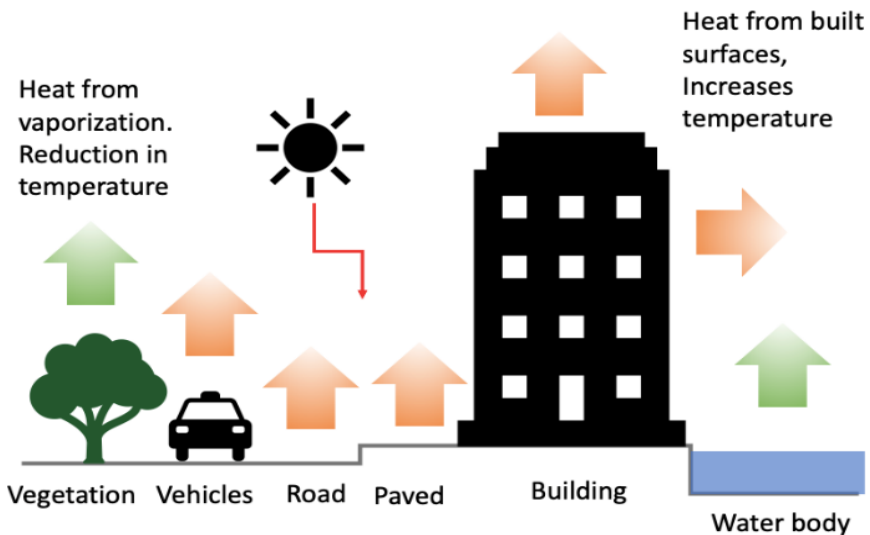 Heat from
vaporization.
Reduction in
temperature
Heat from built
surfaces,
Increases
temperature
Vegetation
Vehicles
Road
Paved
Building
Water body